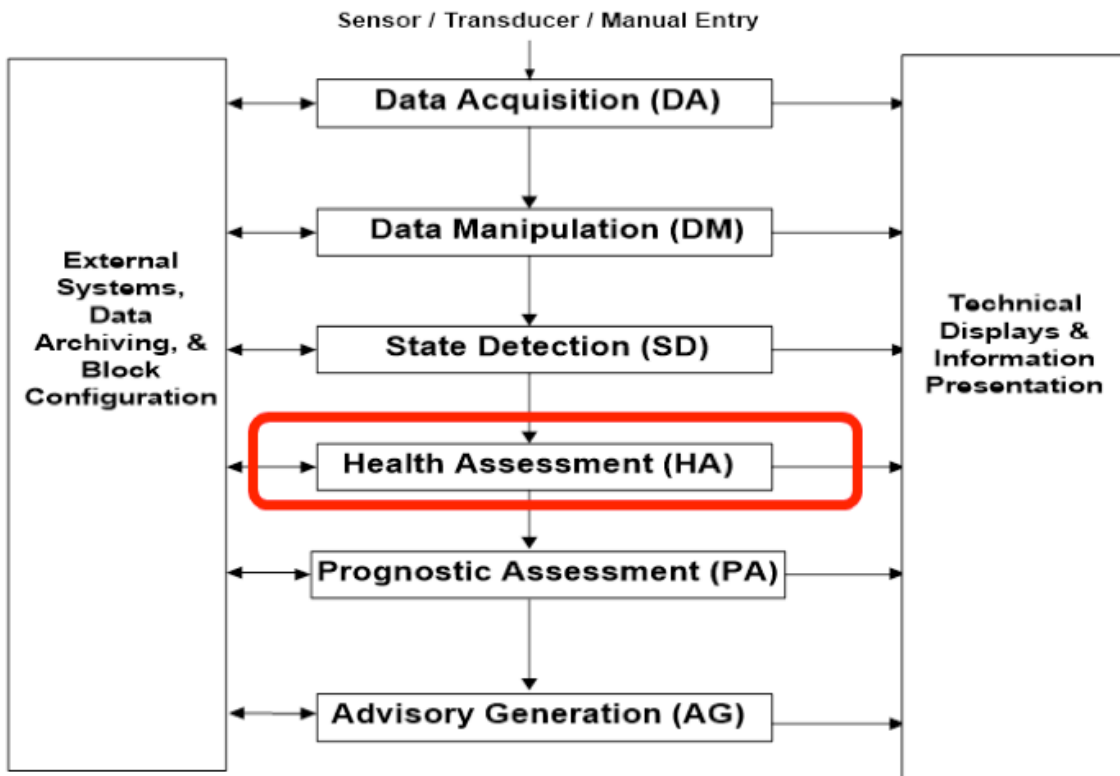 Sensor / Transducer / Manual Entry
Data Acquisition (DA)
Data Manipulation (DM)
State Detection (SD)
Health Assessment (HA)
Prognostic Assessment (PA)
Advisory Generation (AG)
External
Systems,
Data
Archiving, &
Block
Configuration
Technical
Displays &
Information
Presentation